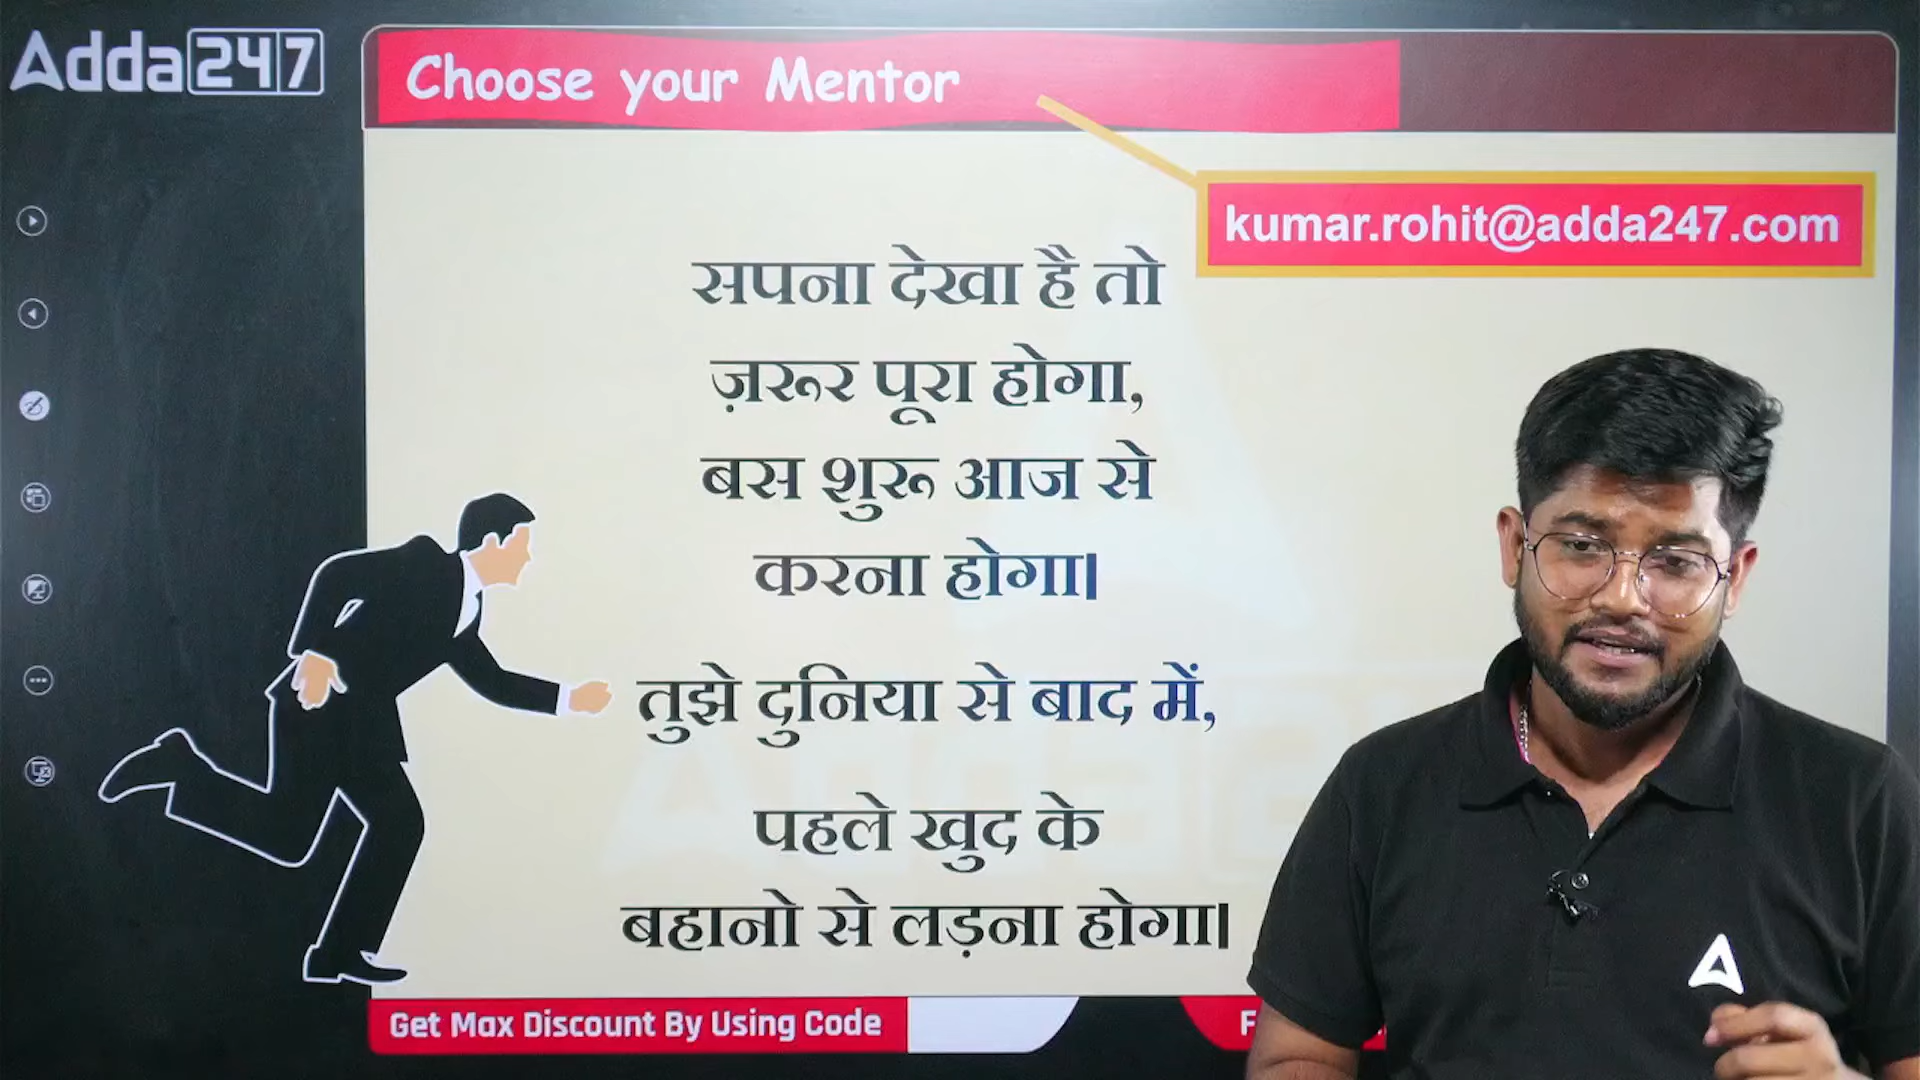 Adda247
Choose your Mentor
kumar.rohit@adda247.com
सपना देखा है तो
ज़रूर पूरा होगा,
बस शुरू आज से
करना होगा।
तुझे दुनिया से बाद में,
पहले खुद के
बहानो से लड़ना होगा।
Get Max Discount By Using Code